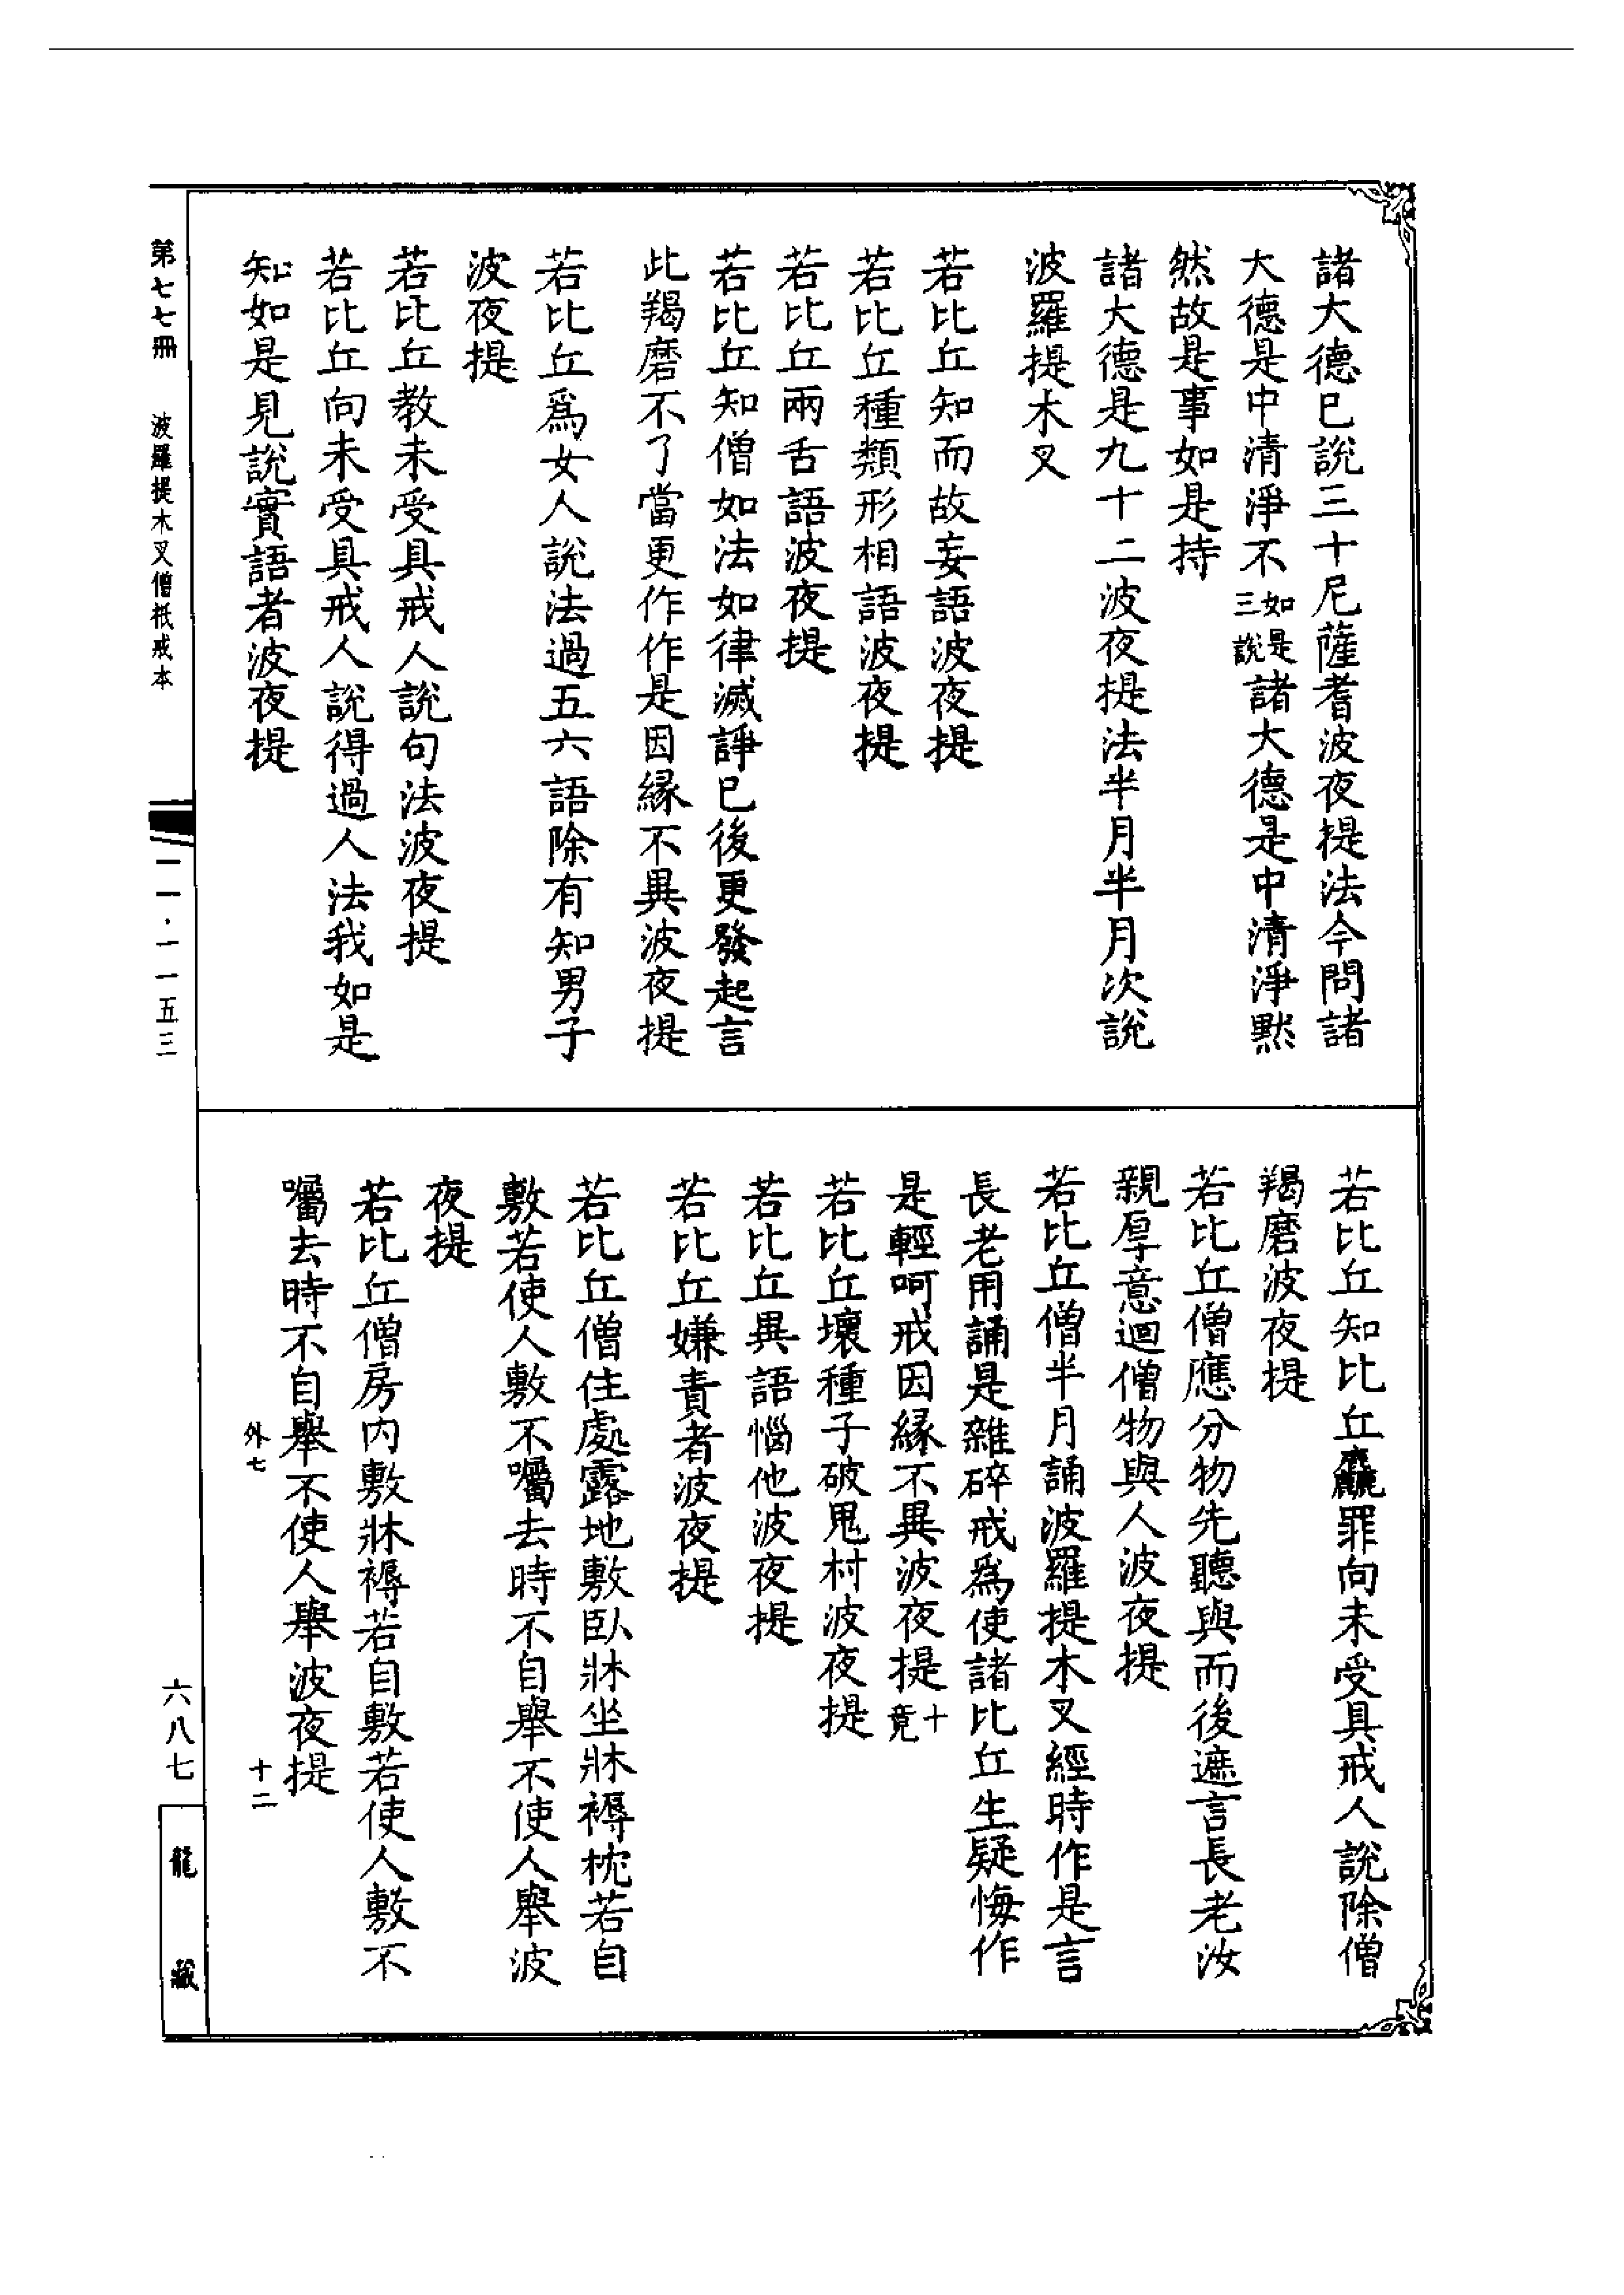 諸大德已說三十尼薩耆波夜提法今問諸
大德是中清淨不如是三說諸大德是中清淨黙
然故是事如是持
諸大德是九十二波夜提法半月半月次說
波羅提木叉
若比丘知而故妄語波夜提
若比丘種類形相語波夜提
若比丘兩舌語波夜提
若比丘知僧如法如律滅諍已後更發起言
此羯磨不了當更作作是因緣不異波夜提
若比丘爲女人說法過五六語除有知男子
波夜提
若比丘教未受具戒人說句法波夜提
若比丘向未受具戒人說得過人法我如是
知如是見說實語者波夜提
若比丘知比丘麤罪向未受具戒人說除僧
羯磨波夜提
若比丘僧應分物先聽與而後遮言長老汝
親厚意迴僧物與人波夜提
若比丘僧半月誦波羅提木叉經時作是言
長老用誦是雜碎戒爲使諸比丘生疑悔作
是輕呵戒因緣不異波夜提十竟
若比丘壞種子破鬼村波夜提
若比丘異語惱他波夜提
若比丘嫌責者波夜提
若比丘僧住處露地敷臥牀坐牀褥枕若自
敷若使人敷不囑去時不自舉不使人舉波
夜提
若比丘僧房内敷牀褥若自敷若使人敷不
囑去時不自舉不使人舉波夜提
外七 十二
第七七冊 波羅提木叉僧祇戒本 一一·一一五三
六八七 龍藏